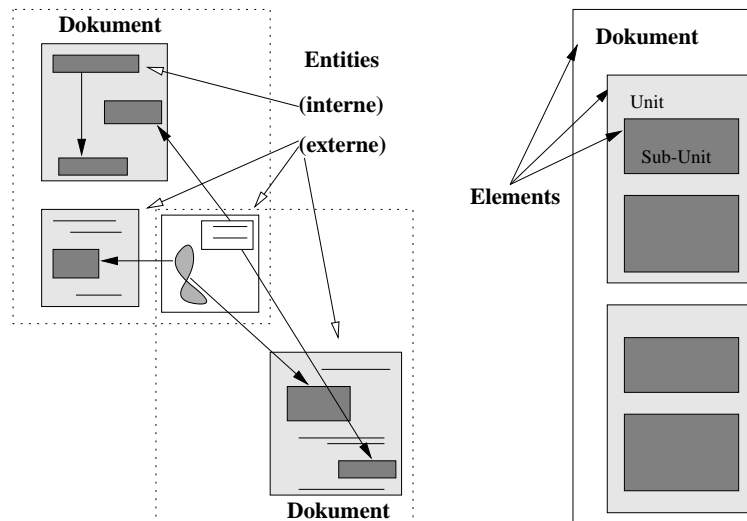 Dokument
Entities
(interne)
(externe)
Dokument
Dokument
Unit
Sub-Unit
Elements